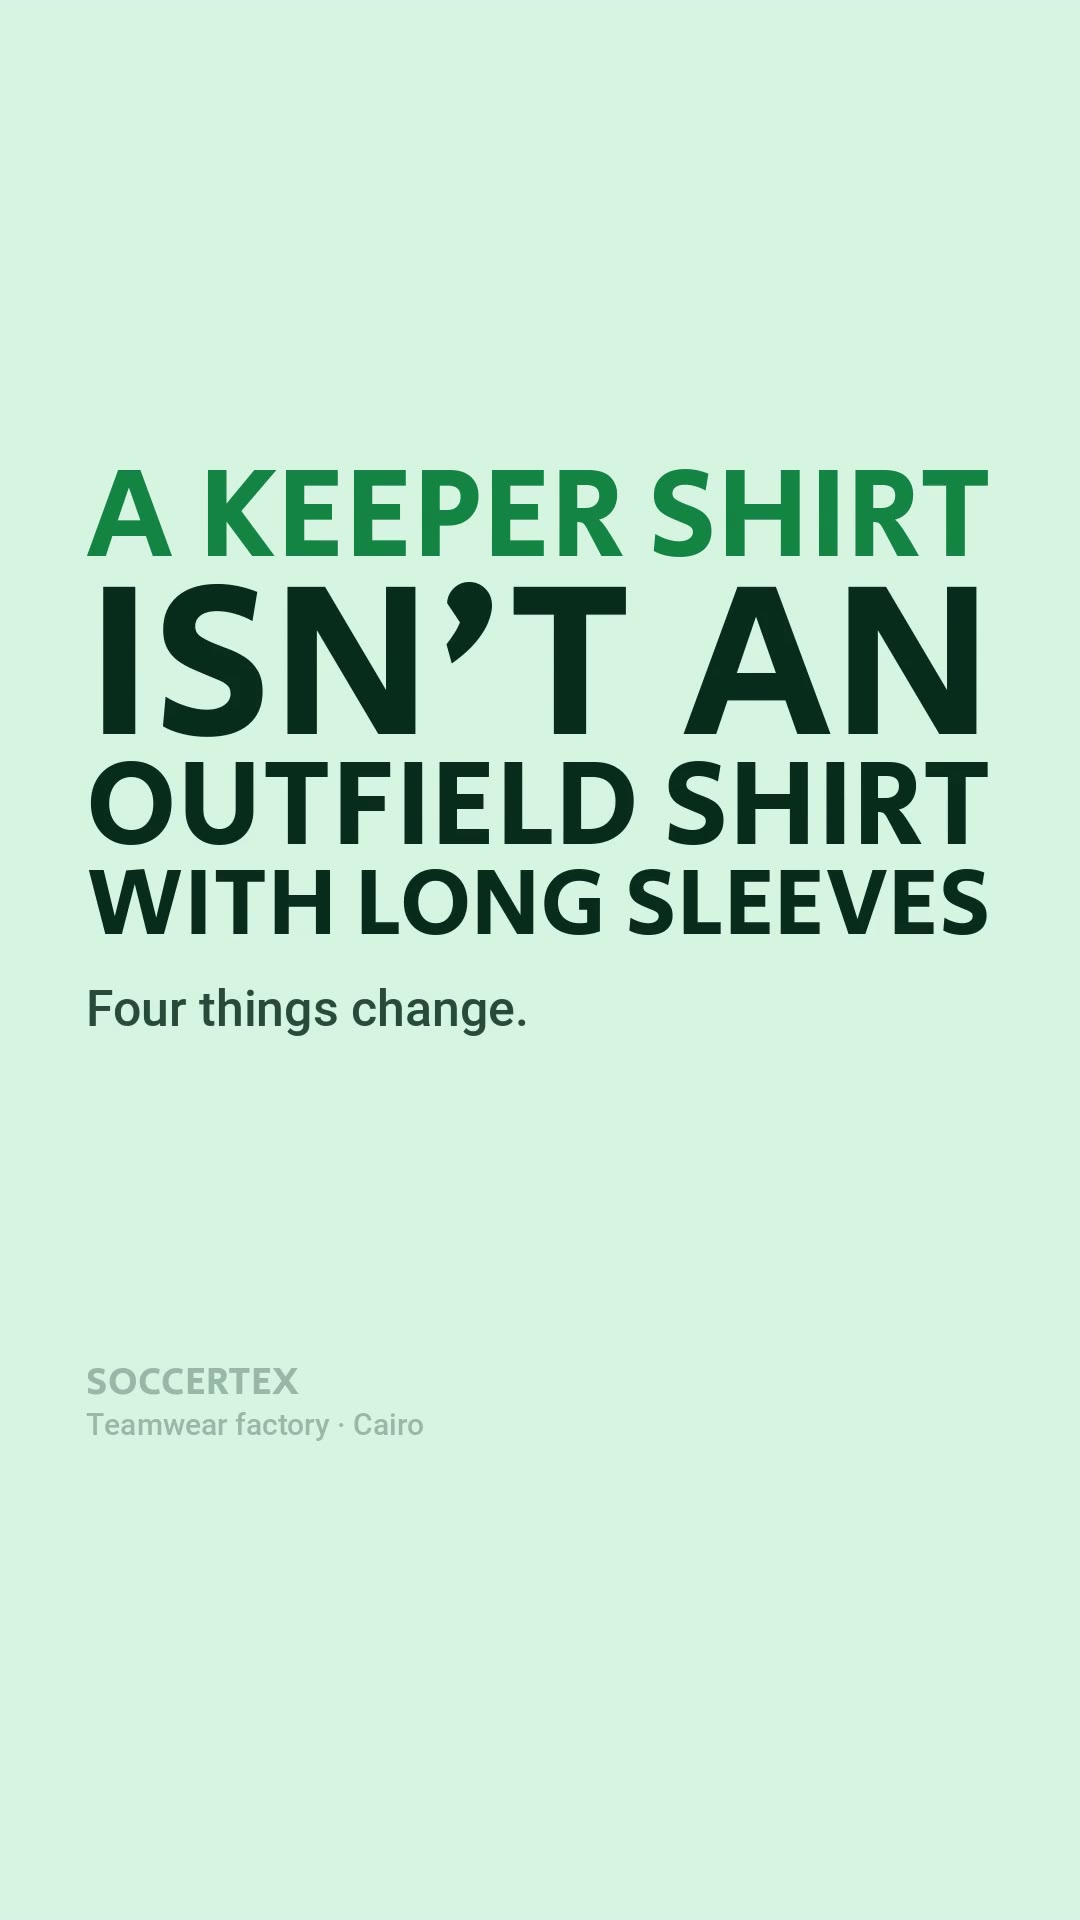 A KEEPER SHIRT
ISN’T AN
OUTFIELD SHIRT
WITH LONG SLEEVES
Four things change.
SOCCERTEX
Teamwear factory · Cairo